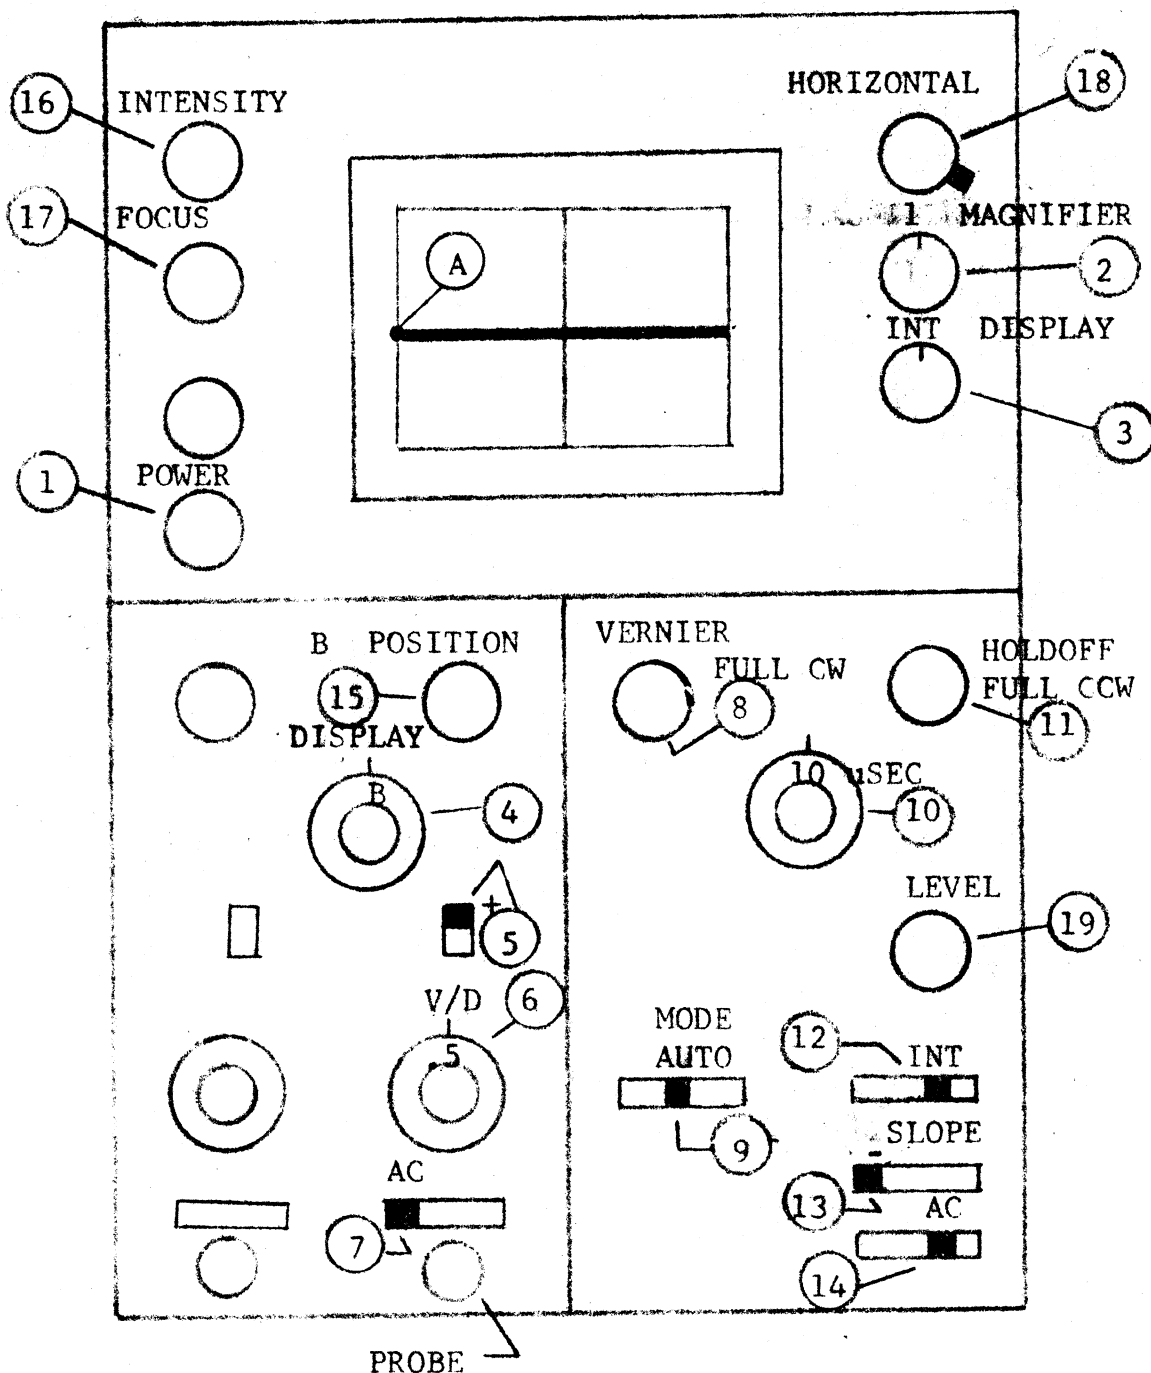 HORIZONTAL
18
16
INTENSITY
17
FOCUS
1
MAGNIFIER
A
2
INT
DISPLAY
3
1
POWER
B
POSITION
15
DISPLAY
B
4
+
5
V/D
6
.5
AC
7
PROBE
VERNIER
FULL CW
8
HOLDOFF
FULL CCW
11
10 uSEC
10
LEVEL
19
MODE
AUTO
9
12
INT
-
SLOPE
13
AC
14